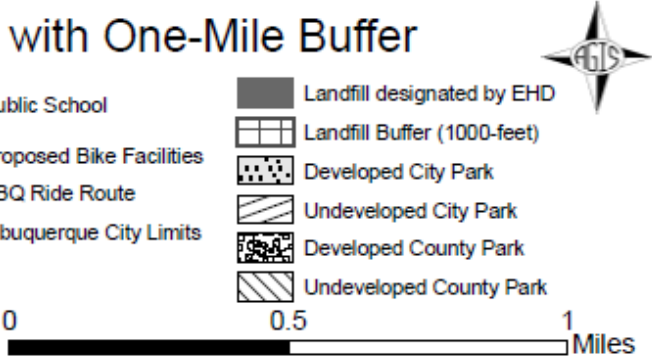 with One-Mile Buffer
AGIS
ublic School
roposed Bike Facilities
BQ Ride Route
buquerque City Limits
Landfill designated by EHD
Landfill Buffer (1000-feet)
Developed City Park
Undeveloped City Park
Developed County Park
Undeveloped County Park
0 0.5 1
Miles